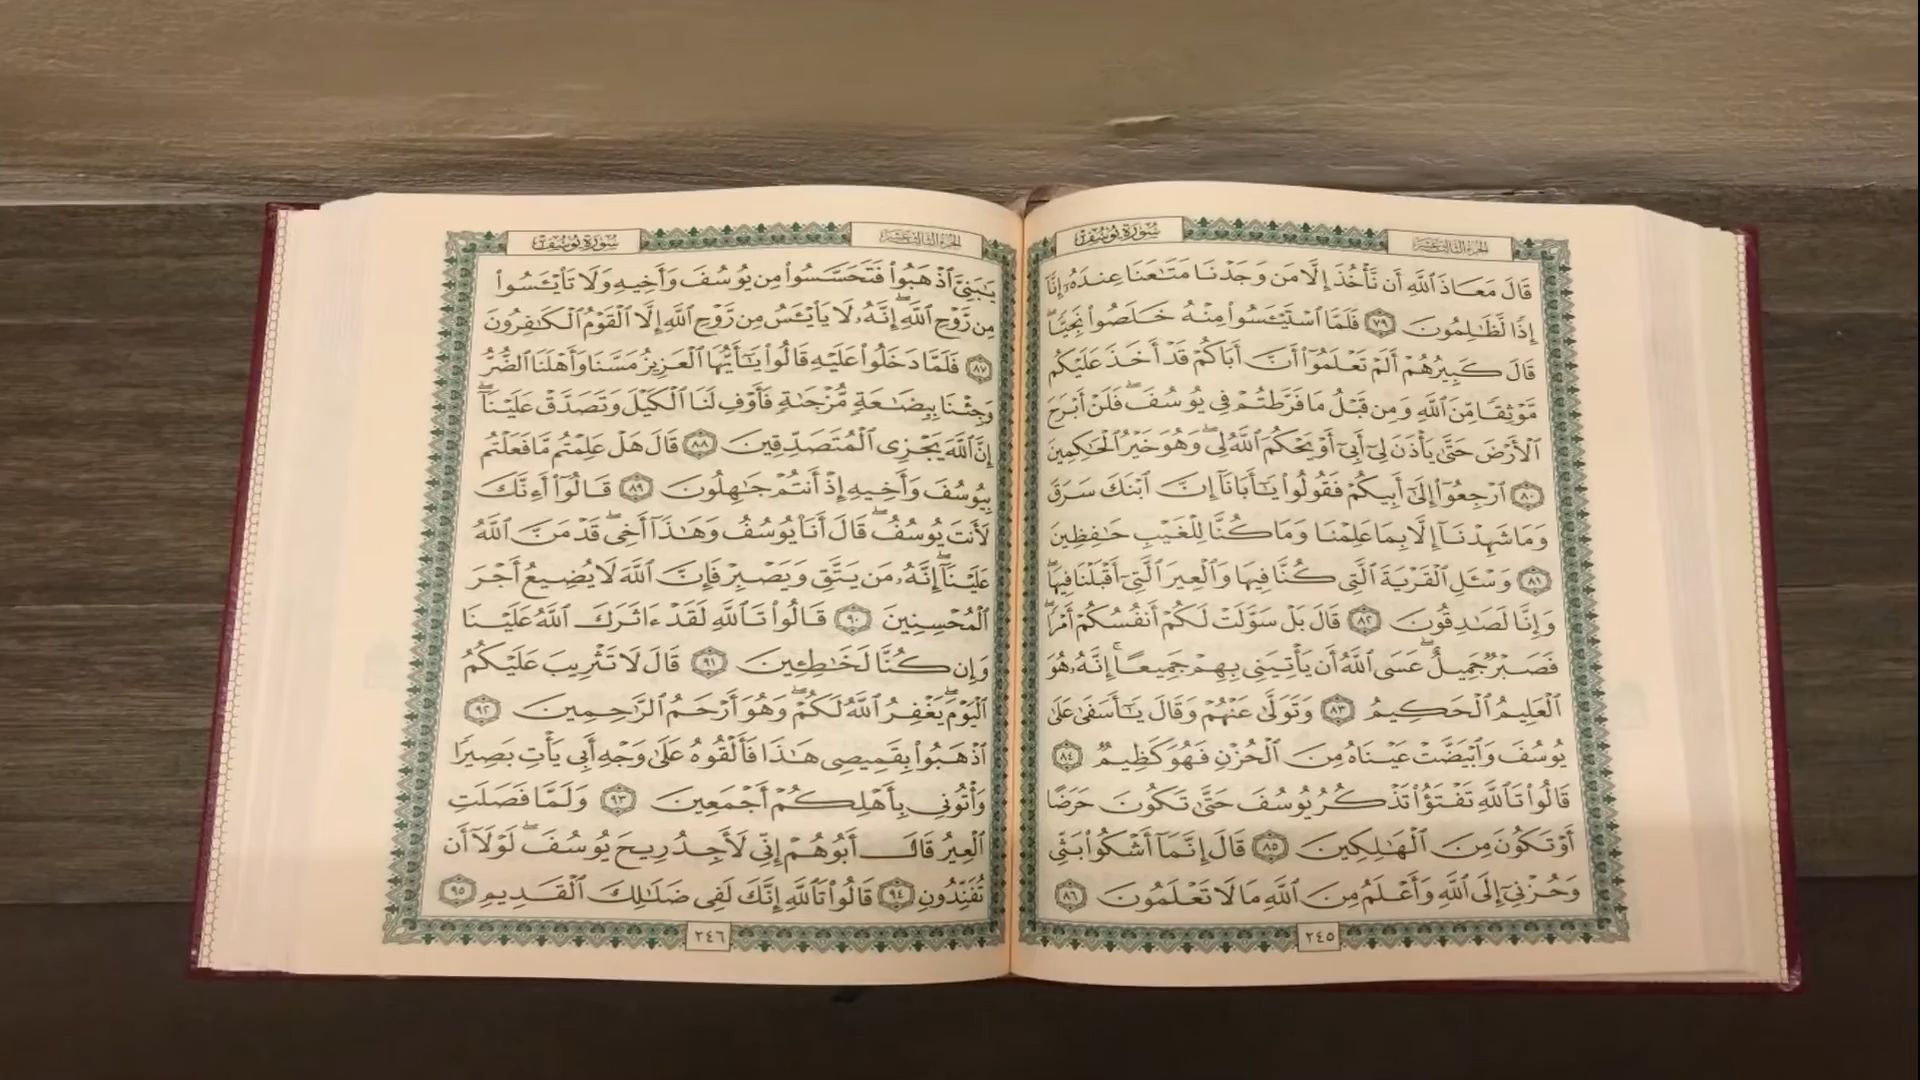 سورة يوسف
الجزء الثالث عشر
قَالَ مَعَاذَ ٱللَّهِ أَن نَّأۡخُذَ إِلَّا مَن وَجَدۡنَا مَتَٰعَنَا عِندَهُۥٓ إِنَّآ
إِذٗا لَّظَٰلِمُونَ ٧٩ فَلَمَّا ٱسۡتَيۡـَٔسُواْ مِنۡهُ خَلَصُواْ نَجِيّٗاۖ
قَالَ كَبِيرُهُمۡ أَلَمۡ تَعۡلَمُوٓاْ أَنَّ أَبَاكُمۡ قَدۡ أَخَذَ عَلَيۡكُم
مَّوۡثِقٗا مِّنَ ٱللَّهِ وَمِن قَبۡلُ مَا فَرَّطتُمۡ فِي يُوسُفَۖ فَلَنۡ أَبۡرَحَ
ٱلۡأَرۡضَ حَتَّىٰ يَأۡذَنَ لِيٓ أَبِيٓ أَوۡ يَحۡكُمَ ٱللَّهُ لِيۖ وَهُوَ خَيۡرُ ٱلۡحَٰكِمِينَ
٨٠ ٱرۡجِعُوٓاْ إِلَىٰٓ أَبِيكُمۡ فَقُولُواْ يَٰٓأَبَانَآ إِنَّ ٱبۡنَكَ سَرَقَ
وَمَا شَهِدۡنَآ إِلَّا بِمَا عَلِمۡنَا وَمَا كُنَّا لِلۡغَيۡبِ حَٰفِظِينَ
٨١ وَسۡـَٔلِ ٱلۡقَرۡيَةَ ٱلَّتِي كُنَّا فِيهَا وَٱلۡعِيرَ ٱلَّتِيٓ أَقۡبَلۡنَا فِيهَاۖ
وَإِنَّا لَصَٰدِقُونَ ٨٢ قَالَ بَلۡ سَوَّلَتۡ لَكُمۡ أَنفُسُكُمۡ أَمۡرٗاۖ
فَصَبۡرٞ جَمِيلٌۖ عَسَى ٱللَّهُ أَن يَأۡتِيَنِي بِهِمۡ جَمِيعًاۚ إِنَّهُۥ هُوَ
ٱلۡعَلِيمُ ٱلۡحَكِيمُ ٨٣ وَتَوَلَّىٰ عَنۡهُمۡ وَقَالَ يَٰٓأَسَفَىٰ عَلَىٰ
يُوسُفَ وَٱبۡيَضَّتۡ عَيۡنَاهُ مِنَ ٱلۡحُزۡنِ فَهُوَ كَظِيمٞ ٨٤
قَالُواْ تَٱللَّهِ تَفۡتَؤُاْ تَذۡكُرُ يُوسُفَ حَتَّىٰ تَكُونَ حَرَضًا
أَوۡ تَكُونَ مِنَ ٱلۡهَٰلِكِينَ ٨٥ قَالَ إِنَّمَآ أَشۡكُواْ بَثِّي
وَحُزۡنِيٓ إِلَى ٱللَّهِ وَأَعۡلَمُ مِنَ ٱللَّهِ مَا لَا تَعۡلَمُونَ ٨٦
٢٤٥
سورة يوسف
الجزء الثالث عشر
يَٰبَنِيَّ ٱذۡهَبُواْ فَتَحَسَّسُواْ مِن يُوسُفَ وَأَخِيهِ وَلَا تَاْيۡـَٔسُواْ
مِن رَّوۡحِ ٱللَّهِۖ إِنَّهُۥ لَا يَاْيۡـَٔسُ مِن رَّوۡحِ ٱللَّهِ إِلَّا ٱلۡقَوۡمُ ٱلۡكَٰفِرُونَ
٨٧ فَلَمَّا دَخَلُواْ عَلَيۡهِ قَالُواْ يَٰٓأَيُّهَا ٱلۡعَزِيزُ مَسَّنَا وَأَهۡلَنَا ٱلضُّرُّ
وَجِئۡنَا بِبِضَٰعَةٖ مُّزۡجَىٰةٖ فَأَوۡفِ لَنَا ٱلۡكَيۡلَ وَتَصَدَّقۡ عَلَيۡنَآۖ
إِنَّ ٱللَّهَ يَجۡزِي ٱلۡمُتَصَدِّقِينَ ٨٨ قَالَ هَلۡ عَلِمۡتُم مَّا فَعَلۡتُم
بِيُوسُفَ وَأَخِيهِ إِذۡ أَنتُمۡ جَٰهِلُونَ ٨٩ قَالُوٓاْ أَءِنَّكَ
لَأَنتَ يُوسُفُۖ قَالَ أَنَا۠ يُوسُفُ وَهَٰذَآ أَخِيۖ قَدۡ مَنَّ ٱللَّهُ
عَلَيۡنَآۖ إِنَّهُۥ مَن يَتَّقِ وَيَصۡبِرۡ فَإِنَّ ٱللَّهَ لَا يُضِيعُ أَجۡرَ
ٱلۡمُحۡسِنِينَ ٩٠ قَالُواْ تَٱللَّهِ لَقَدۡ ءَاثَرَكَ ٱللَّهُ عَلَيۡنَا
وَإِن كُنَّا لَخَٰطِـِٔينَ ٩١ قَالَ لَا تَثۡرِيبَ عَلَيۡكُمُ
ٱلۡيَوۡمَۖ يَغۡفِرُ ٱللَّهُ لَكُمۡۖ وَهُوَ أَرۡحَمُ ٱلرَّٰحِمِينَ ٩٢
ٱذۡهَبُواْ بِقَمِيصِي هَٰذَا فَأَلۡقُوهُ عَلَىٰ وَجۡهِ أَبِي يَأۡتِ بَصِيرٗا
وَأۡتُونِي بِأَهۡلِكُمۡ أَجۡمَعِينَ ٩٣ وَلَمَّا فَصَلَتِ
ٱلۡعِيرُ قَالَ أَبُوهُمۡ إِنِّي لَأَجِدُ رِيحَ يُوسُفَۖ لَوۡلَآ أَن
تُفَنِّدُونِ ٩٤ قَالُواْ تَٱللَّهِ إِنَّكَ لَفِي ضَلَٰلِكَ ٱلۡقَدِيمِ ٩٥
٢٤٦